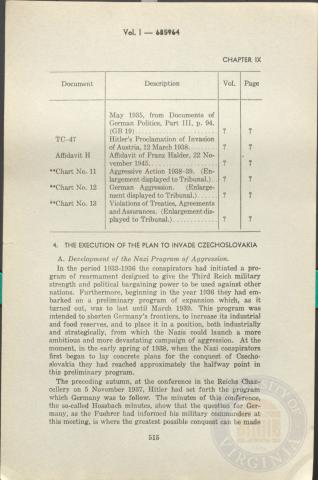 Vol. I — 685964
CHAPTER IX
Document Description Vol. Page
May 1935, from Documents of
German Politics, Part III, p. 94.
(GB 19) ? ?
TC-47 Hitler's Proclamation of Invasion
of Austria, 12 March 1938 ? ?
Affidavit H Affidavit of Franz Halder, 22 No-
vember 1945 ? ?
**Chart No. 11 Aggressive Action 1938-39. (En-
largement displayed to Tribunal.) ? ?
**Chart No. 12 German Aggression. (Enlarge-
ment displayed to Tribunal.) ? ?
**Chart No. 13 Violations of Treaties, Agreements
and Assurances. (Enlargement dis-
played to Tribunal.) ? ?
4. THE EXECUTION OF THE PLAN TO INVADE CZECHOSLOVAKIA
A. Development of the Nazi Program of Aggression.
In the period 1933-1936 the conspirators had initiated a pro-
gram of rearmament designed to give the Third Reich military
strength and political bargaining power to be used against other
nations. Furthermore, beginning in the year 1936 they had em-
barked on a preliminary program of expansion which, as it
turned out, was to last until March 1939. This program was
intended to shorten Germany's frontiers, to increase its industrial
and food reserves, and to place it in a position, both industrially
and strategically, from which the Nazis could launch a more
ambitious and more devastating campaign of aggression. At the
moment, in the early spring of 1938, when the Nazi conspirators
first began to lay concrete plans for the conquest of Czecho-
slovakia they had reached approximately the halfway point in
this preliminary program.
The preceding autumn, at the conference in the Reichs Chan-
cellery on 5 November 1937, Hitler had set forth the program
which Germany was to follow. The minutes of this conference,
the so-called Hossbach minutes, show that the question for Ger-
many, as the Fuehrer had informed his military commanders at
this meeting, is where the greatest possible conquest can be made
515
VIRGINIA